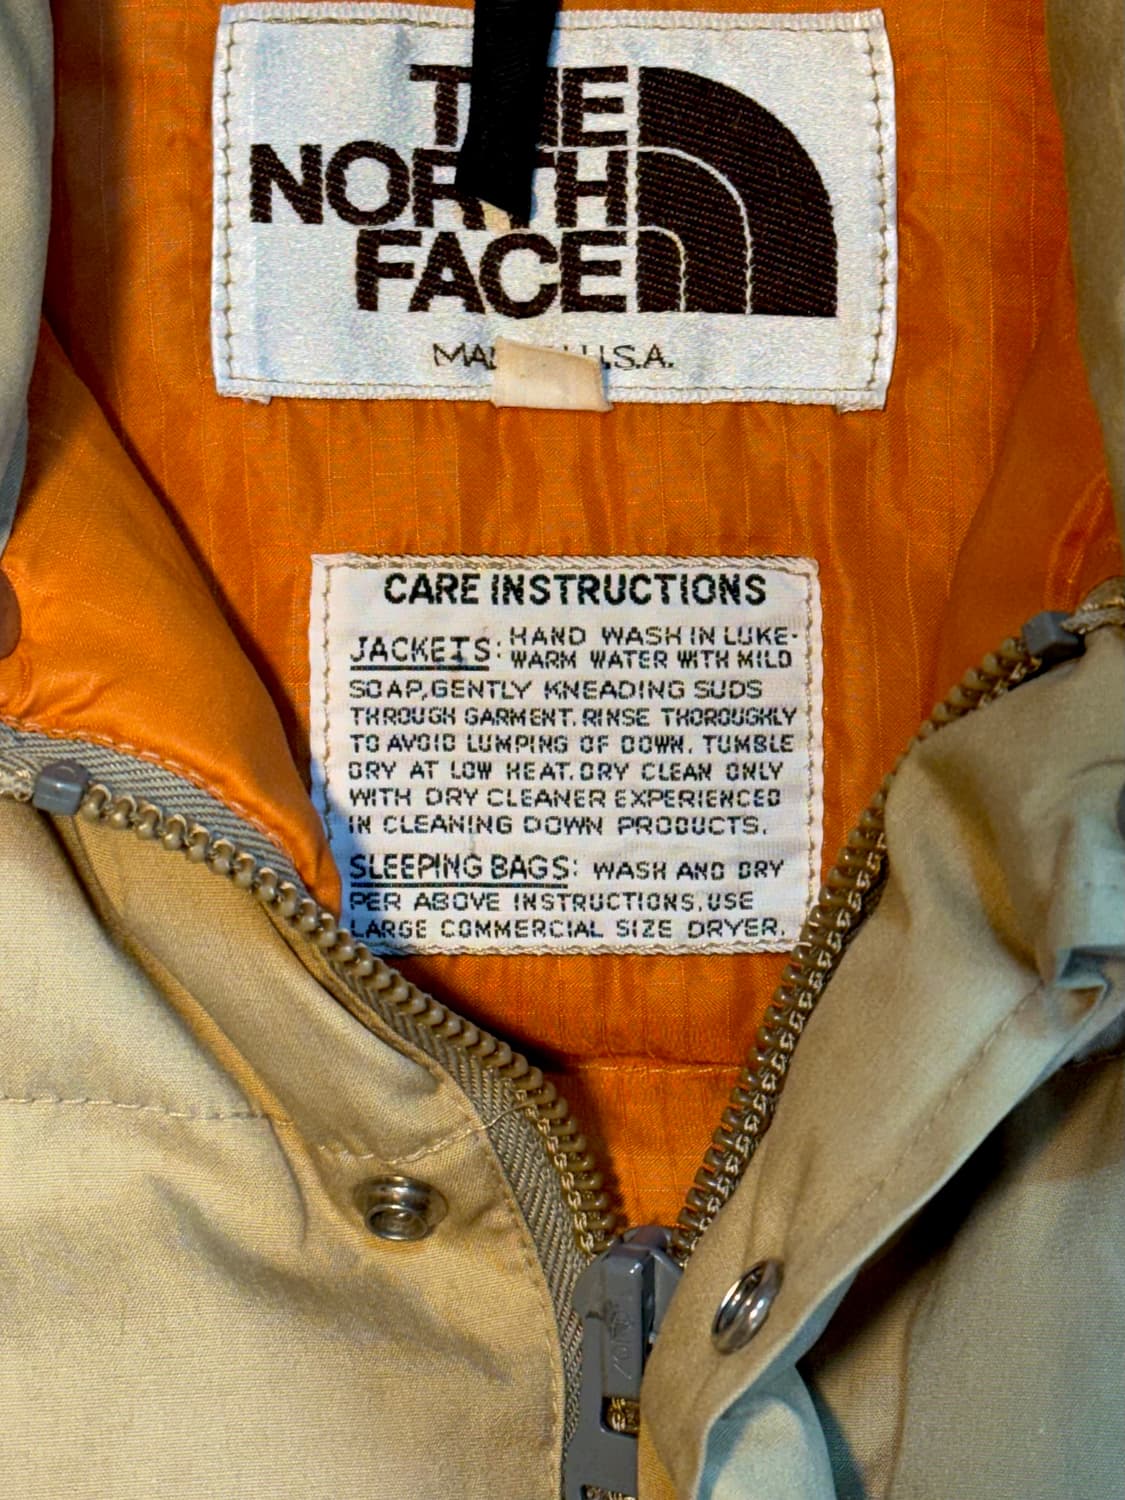 THE
NORTH
FACE
U.S.A.
CARE INSTRUCTIONS
JACKETS: HAND WASH IN LUKE-
WARM WATER WITH MILD
SOAP, GENTLY KNEADING SUDS
THROUGH GARMENT. RINSE THOROUGHLY
TO AVOID LUMPING OF DOWN. TUMBLE
DRY AT LOW HEAT. DRY CLEAN ONLY
WITH DRY CLEANER EXPERIENCED
IN CLEANING DOWN PRODUCTS.
SLEEPING BAGS: WASH AND DRY
PER ABOVE INSTRUCTIONS. USE
LARGE COMMERCIAL SIZE DRYER.